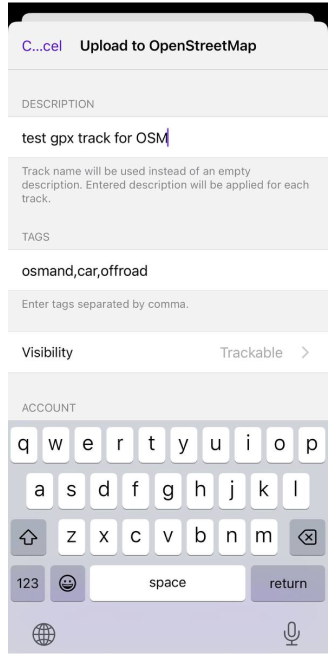 C...cel Upload to OpenStreetMap
DESCRIPTION
test gpx track for OSM
Track name will be used instead of an empty
description. Entered description will be applied for each
track.
TAGS
osmand,car,offroad
Enter tags separated by comma.
Visibility Trackable
ACCOUNT
q w e r t y u i o p
a s d f g h j k l
z x c v b n m
123 space return